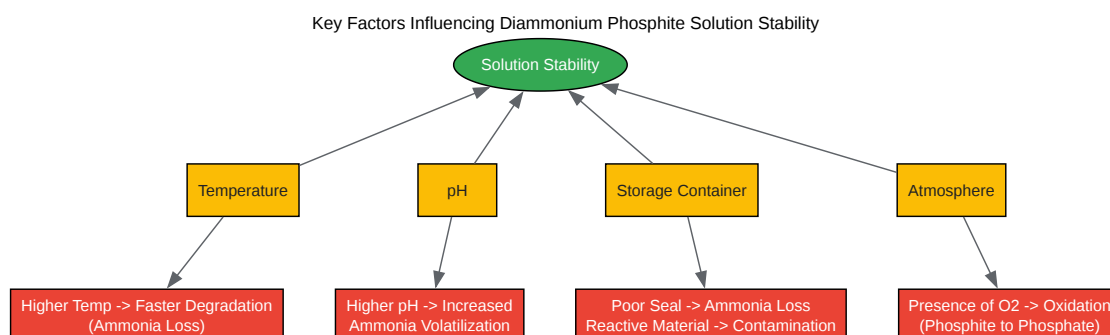 Key Factors Influencing Diammonium Phosphite Solution Stability
Solution Stability
Temperature
pH
Storage Container
Atmosphere
Higher Temp -> Faster Degradation
(Ammonia Loss)
Higher pH -> Increased
Ammonia Volatilization
Poor Seal -> Ammonia Loss
Reactive Material -> Contamination
Presence of O2 -> Oxidation
(Phosphite to Phosphate)